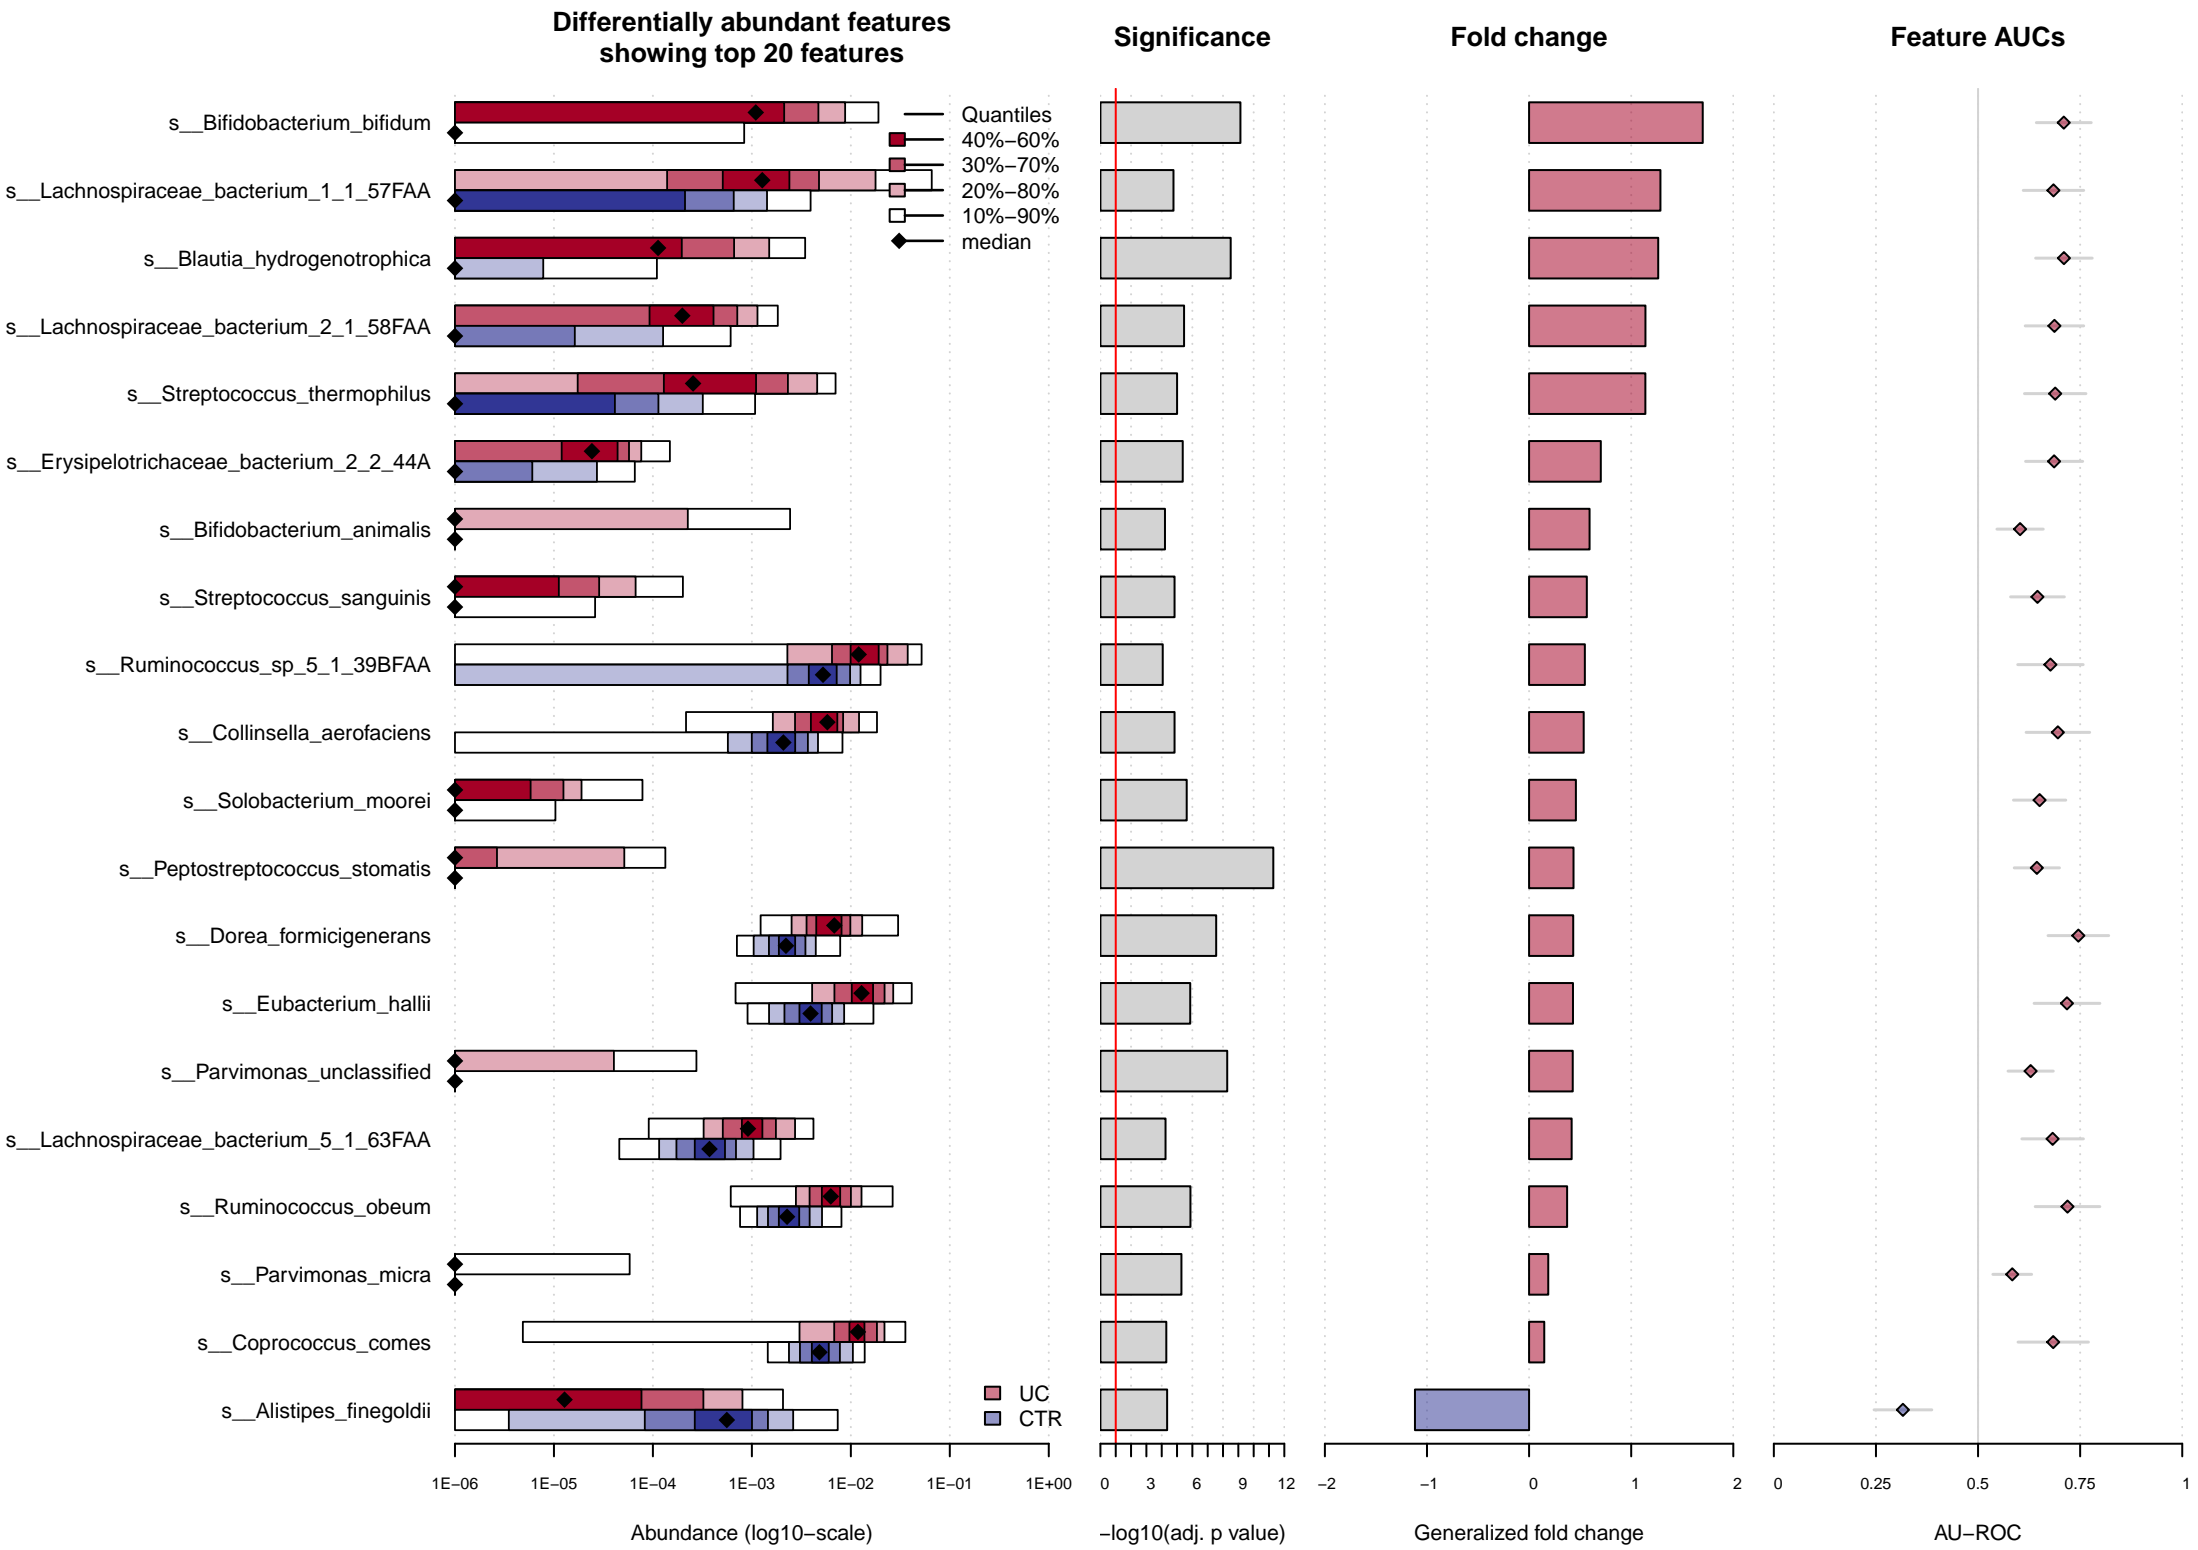 Differentially abundant features
showing top 20 features
Significance
Fold change
Feature AUCs
s__Bifidobacterium_bifidum
s__Lachnospiraceae_bacterium_1_1_57FAA
s__Blautia_hydrogenotrophica
s__Lachnospiraceae_bacterium_2_1_58FAA
s__Streptococcus_thermophilus
s__Erysipelotrichaceae_bacterium_2_2_44A
s__Bifidobacterium_animalis
s__Streptococcus_sanguinis
s__Ruminococcus_sp_5_1_39BFAA
s__Collinsella_aerofaciens
s__Solobacterium_moorei
s__Peptostreptococcus_stomatis
s__Dorea_formicigenerans
s__Eubacterium_hallii
s__Parvimonas_unclassified
s__Lachnospiraceae_bacterium_5_1_63FAA
s__Ruminococcus_obeum
s__Parvimonas_micra
s__Coprococcus_comes
s__Alistipes_finegoldii
Quantiles
40%−60%
30%−70%
20%−80%
10%−90%
median
UC
CTR
1E−06 1E−05 1E−04 1E−03 1E−02 1E−01 1E+00
Abundance (log10−scale)
0 3 6 9 12
−log10(adj. p value)
−2 −1 0 1 2
Generalized fold change
0 0.25 0.5 0.75 1
AU−ROC